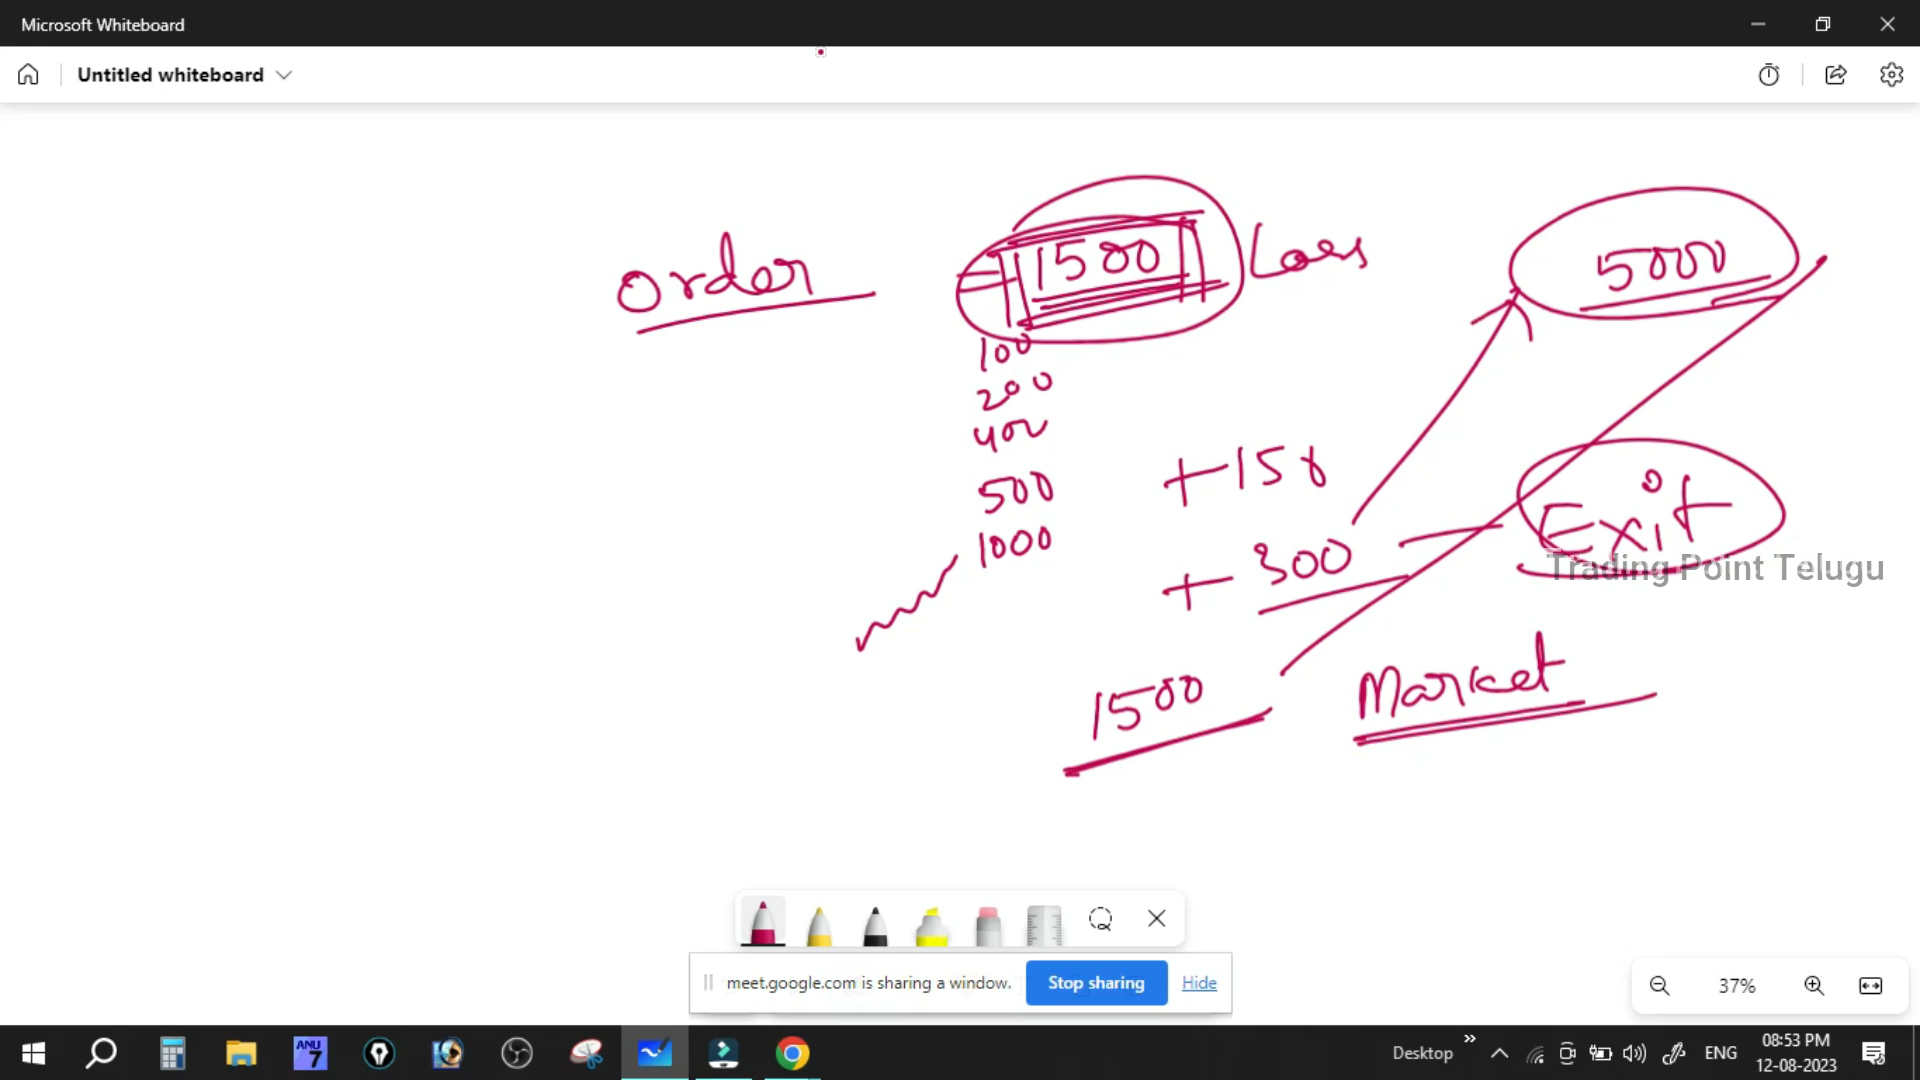 Microsoft Whiteboard
Untitled whiteboard
order - 1500 Loss 5000
100
200
400
500
1000
+150
+300
Exit
Trading Point Telugu
1500
Market
meet.google.com is sharing a window. Stop sharing Hide
37%
ANU 7
Desktop
ENG
08:53 PM
12-08-2023